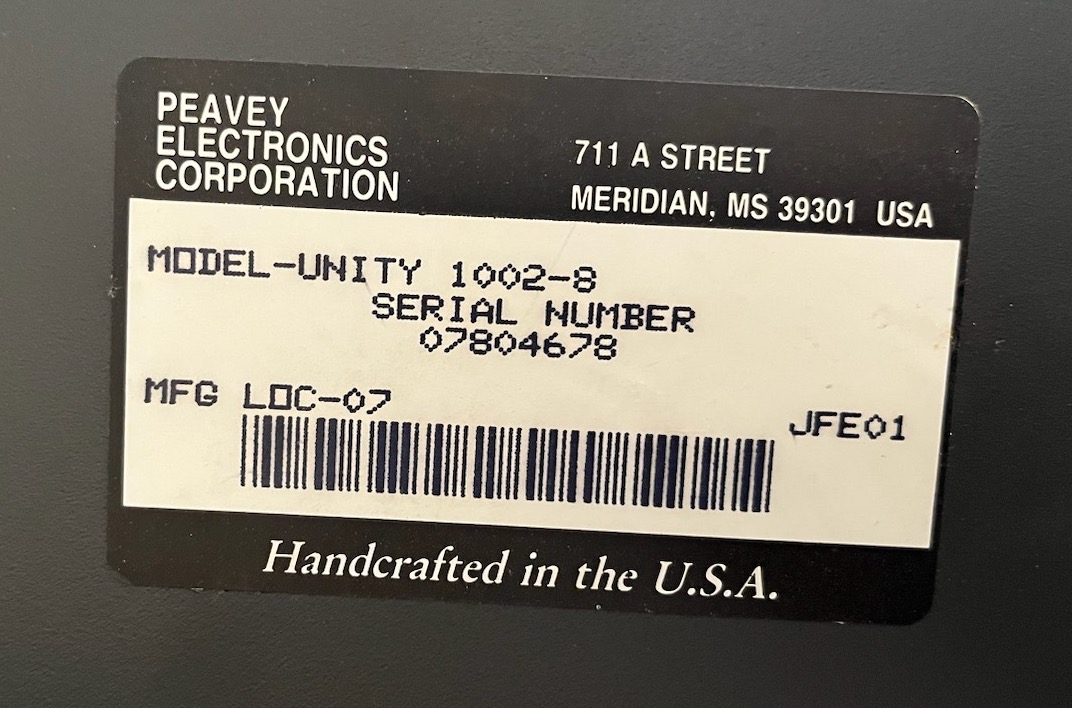 PEAVEY
ELECTRONICS
CORPORATION
711 A STREET
MERIDIAN, MS 39301 USA
MODEL-UNITY 1002-8
SERIAL NUMBER
07804678
MFG LOC-07
JFE01
Handcrafted in the U.S.A.